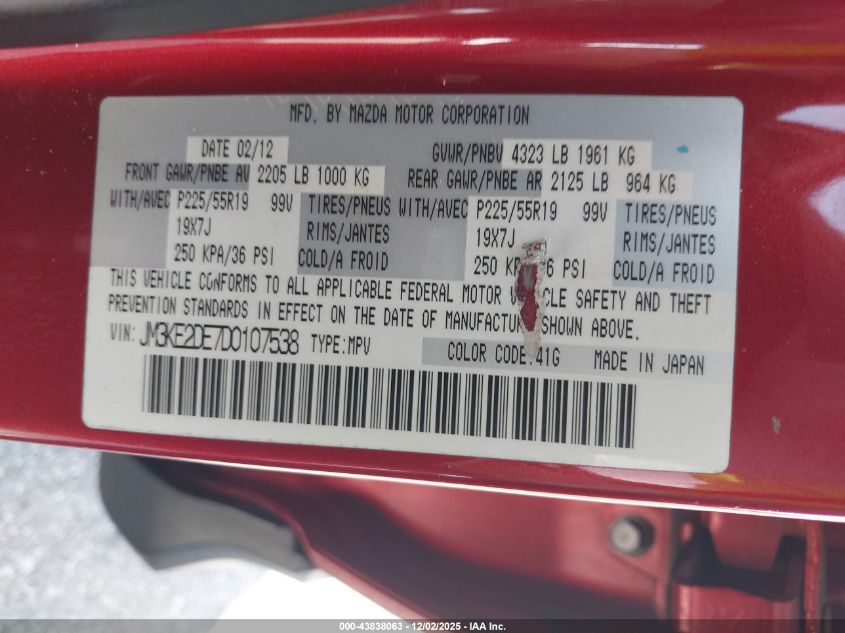 MFD. BY MAZDA MOTOR CORPORATION
DATE 02/12 GVWR/PNBV 4323 LB 1961 KG
FRONT GAWR/PNBE AV 2205 LB 1000 KG REAR GAWR/PNBE AR 2125 LB 964 KG
WITH/AVEC P225/55R19 99V TIRES/PNEUS WITH/AVEC P225/55R19 99V TIRES/PNEUS
19X7J RIMS/JANTES 19X7J RIMS/JANTES
250 KPA/36 PSI COLD/A FROID 250 PSI COLD/A FROID
THIS VEHICLE CONFORMS TO ALL APPLICABLE FEDERAL MOTOR SAFETY AND THEFT
PREVENTION STANDARDS IN EFFECT ON THE DATE OF SHOWN ABOVE.
VIN: JM3KE2DE7D0107538 TYPE:MPV COLOR CODE:41G MADE IN JAPAN
000-43838063 - 12/02/2025 - IAA Inc.